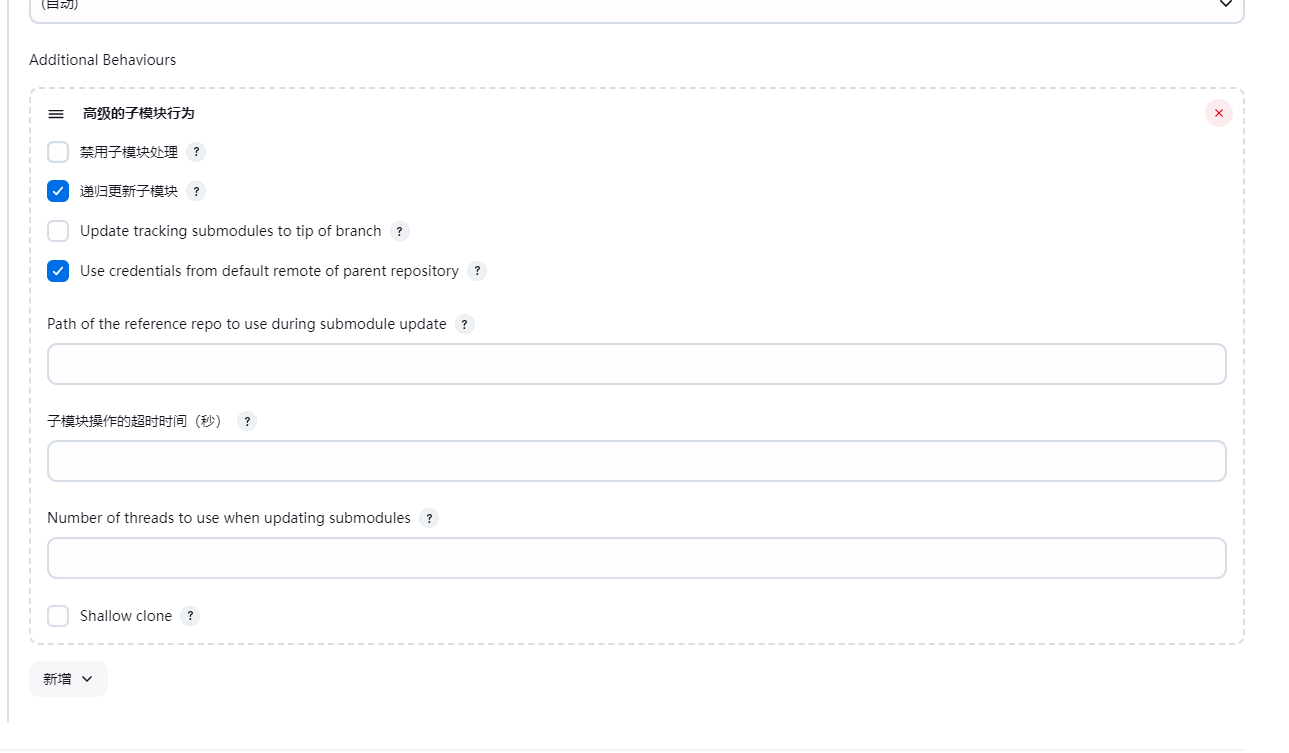 (自动)
Additional Behaviours
高级的子模块行为
禁用子模块处理 ?
递归更新子模块 ?
Update tracking submodules to tip of branch ?
Use credentials from default remote of parent repository ?
Path of the reference repo to use during submodule update ?
子模块操作的超时时间（秒） ?
Number of threads to use when updating submodules ?
Shallow clone ?
新增